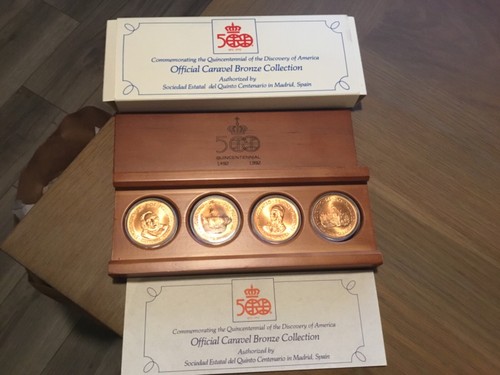 500
Commemorating the Quincentennial of the Discovery of America
Official Caravel Bronze Collection
Authorized by
Sociedad Estatal del Quinto Centenario in Madrid, Spain
500
QUINCENTENNIAL
1492 1992
500
Commemorating the Quincentennial of the Discovery of America
Official Caravel Bronze Collection
Authorized by
Sociedad Estatal del Quinto Centenario in Madrid, Spain